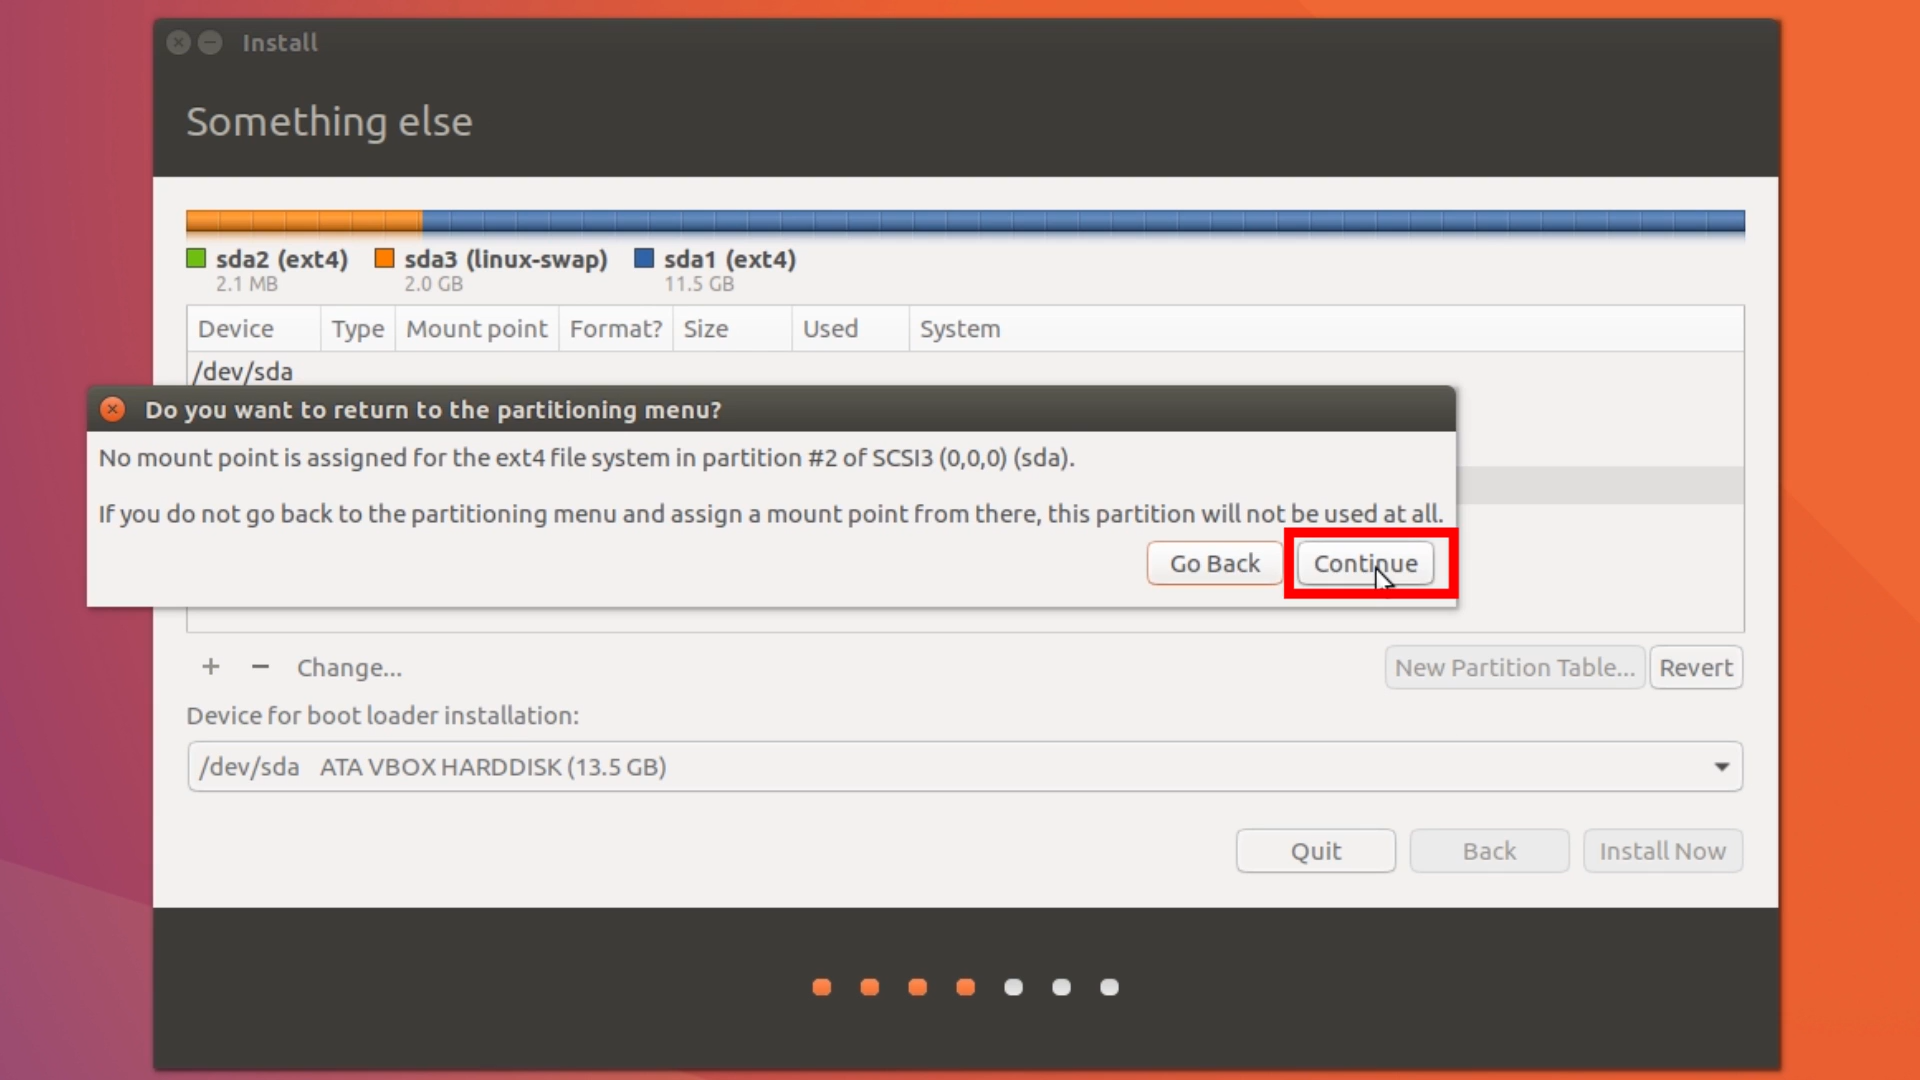 Install
Something else
sda2 (ext4) sda3 (linux-swap) sda1 (ext4)
2.1 MB 2.0 GB 11.5 GB
Device Type Mount point Format? Size Used System
/dev/sda
Do you want to return to the partitioning menu?
No mount point is assigned for the ext4 file system in partition #2 of SCSI3 (0,0,0) (sda).
If you do not go back to the partitioning menu and assign a mount point from there, this partition will not be used at all.
Go Back Continue
+ − Change...
New Partition Table... Revert
Device for boot loader installation:
/dev/sda ATA VBOX HARDDISK (13.5 GB)
Quit Back Install Now